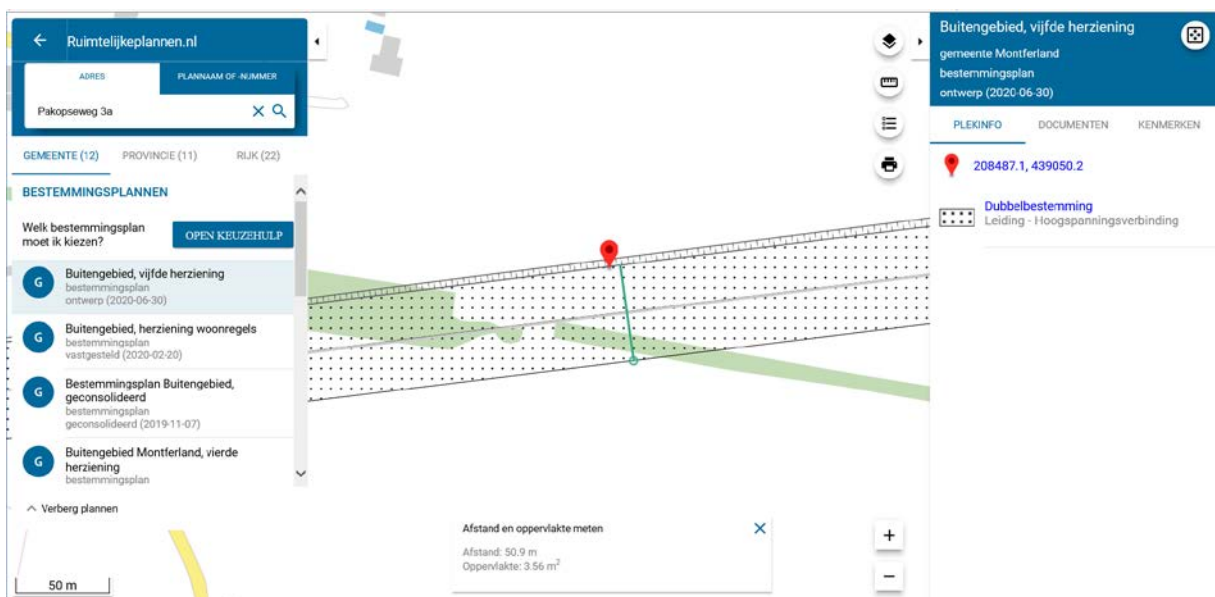 Ruimtelijkeplannen.nl
ADRES
PLANNAAM OF -NUMMER
Pakopseweg 3a
GEMEENTE (12)
PROVINCIE (11)
RIJK (22)
BESTEMMINGSPLANNEN
Welk bestemmingsplan
moet ik kiezen?
OPEN KEUZEHULP
G
Buitengebied, vijfde herziening
bestemmingsplan
ontwerp (2020-06-30)
G
Buitengebied, herziening woonregels
bestemmingsplan
vastgesteld (2020-02-20)
G
Bestemmingsplan Buitengebied,
geconsolideerd
bestemmingsplan
geconsolideerd (2019-11-07)
G
Buitengebied Montferland, vierde
herziening
bestemmingsplan
Verberg plannen
50 m
Afstand en oppervlakte meten
Afstand: 50.9 m
Oppervlakte: 3.56 m²
Buitengebied, vijfde herziening
gemeente Montferland
bestemmingsplan
ontwerp (2020-06-30)
PLEKINFO
DOCUMENTEN
KENMERKEN
208487.1, 439050.2
Dubbelbestemming
Leiding - Hoogspanningsverbinding